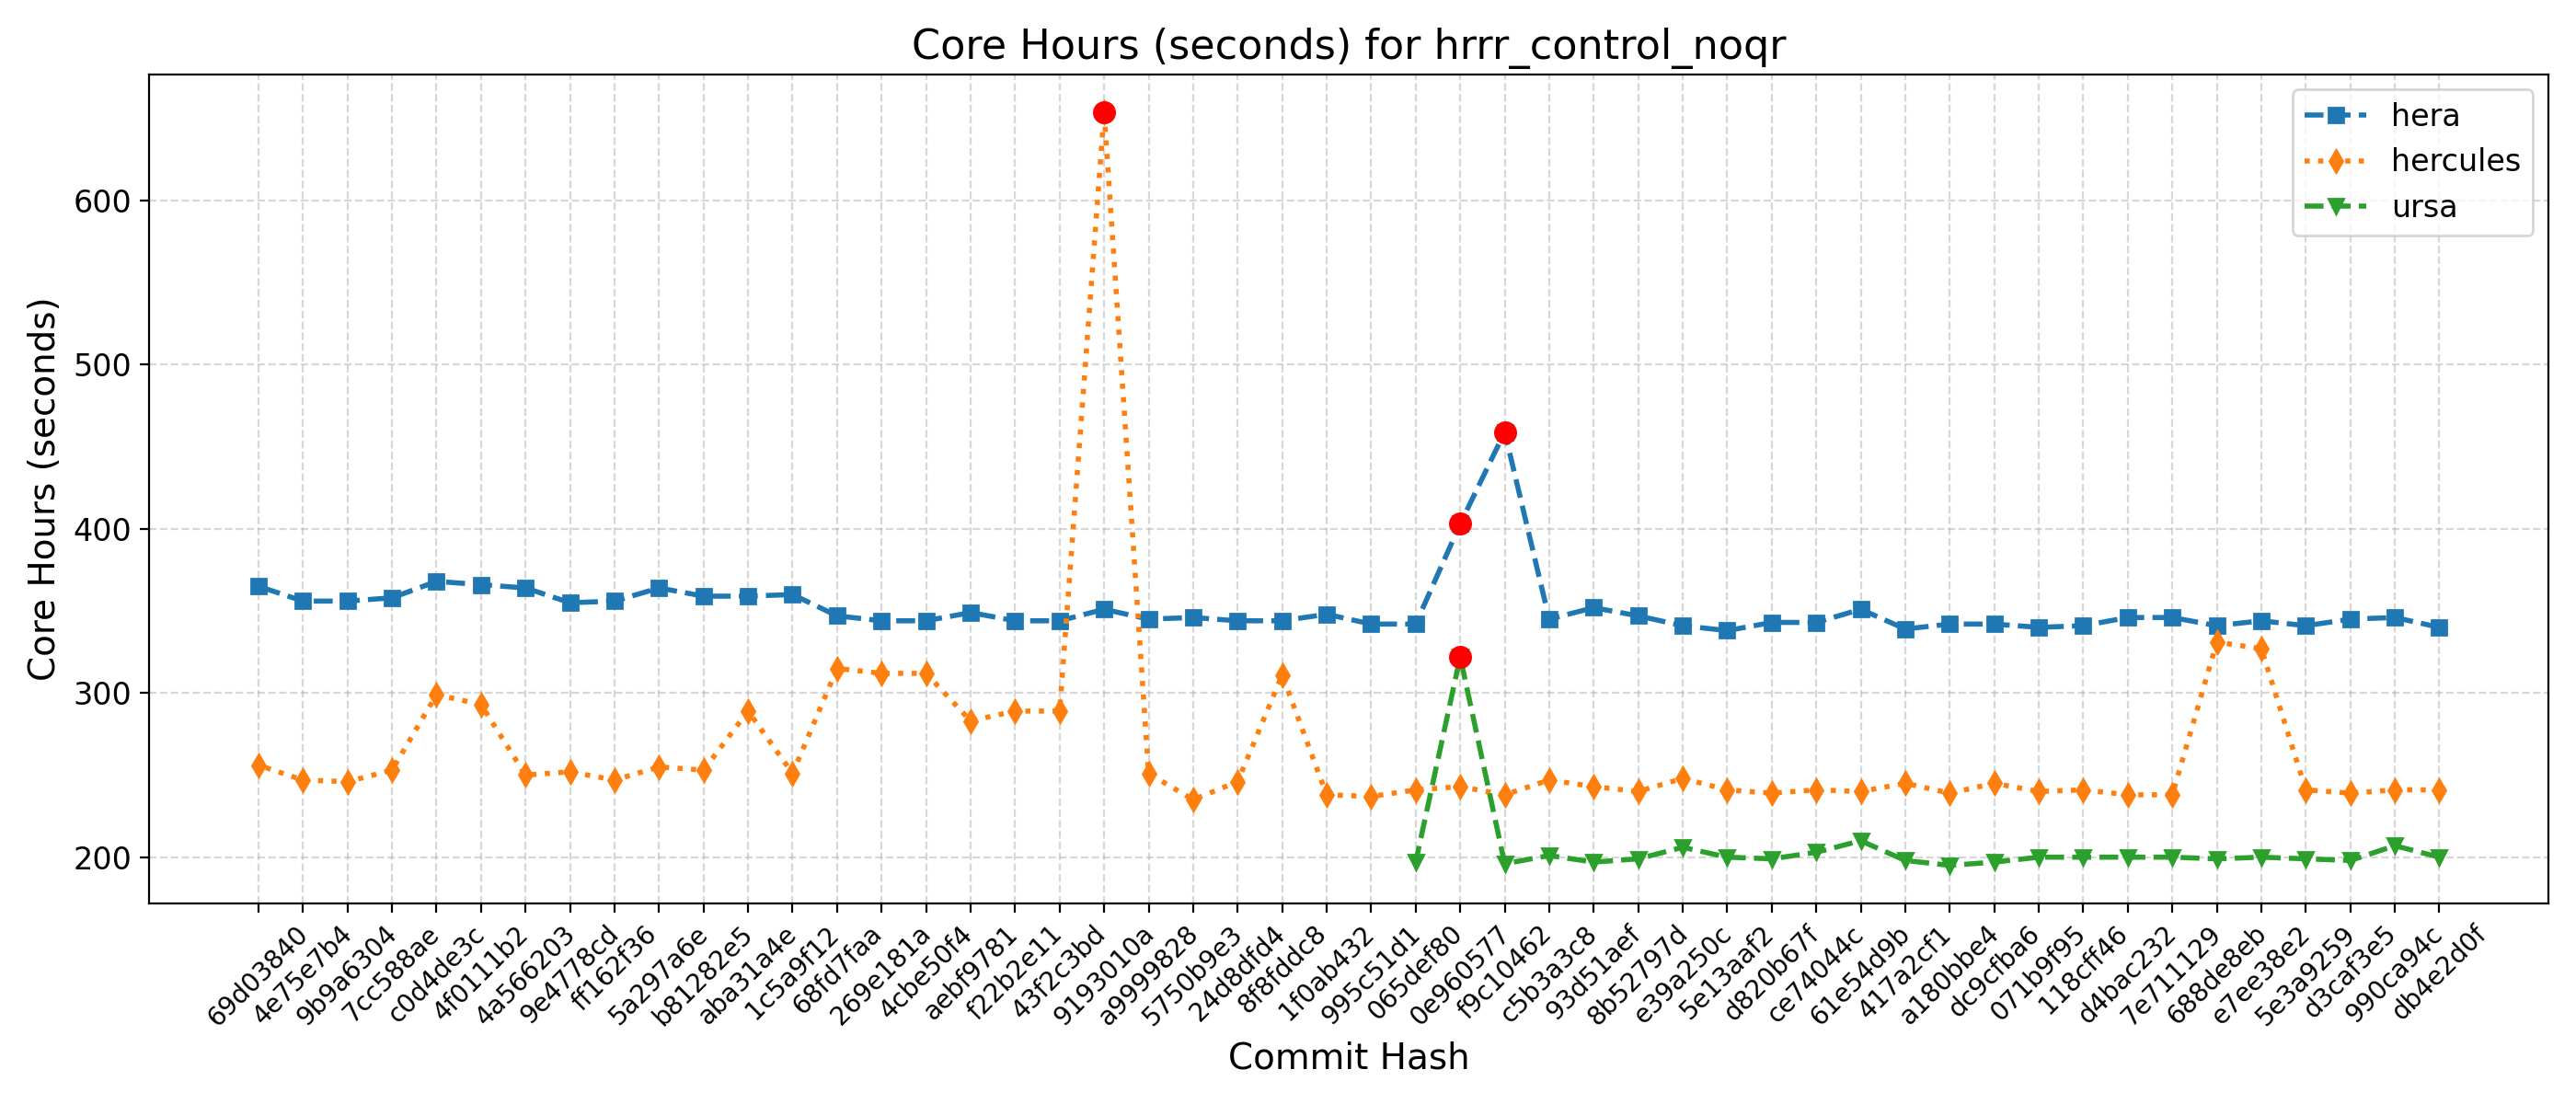 Core Hours (seconds) for hrrr_control_noqr
hera
hercules
ursa
Core Hours (seconds)
600
500
400
300
200
69d03840
4e75e7b4
9b9a6304
7cc588ae
c0d4de3c
4f0111b2
4a566203
9e4778cd
ff162f36
5a297a6e
b81282e5
aba31a4e
1c5a9f12
68fd7faa
269e181a
4cbe50f4
aebf9781
f22b2e11
43f2c3bd
9193010a
a9999828
5750b9e3
24d8dfd4
8f8fddc8
1f0ab432
995c51d1
065def80
0e960577
f9c10462
c5b3a3c8
93d51aef
8b52797d
e39a250c
5e13aaf2
d820b67f
ce74044c
61e54d9b
417a2cf1
a180bbe4
dc9cfba6
071b9f95
118cff46
d4bac232
7e711129
688de8eb
e7ee38e2
5e3a9259
d3caf3e5
990ca94c
db4e2d0f
Commit Hash